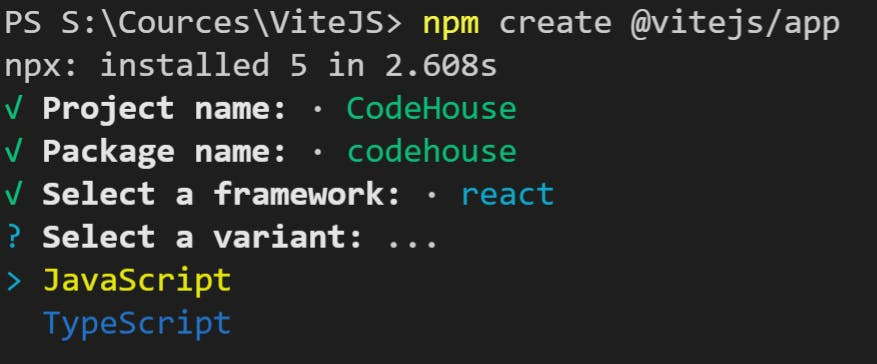 PS S:\Cources\ViteJS> npm create @vitejs/app
npx: installed 5 in 2.608s
√ Project name: · CodeHouse
√ Package name: · codehouse
√ Select a framework: · react
? Select a variant: ...
> JavaScript
  TypeScript